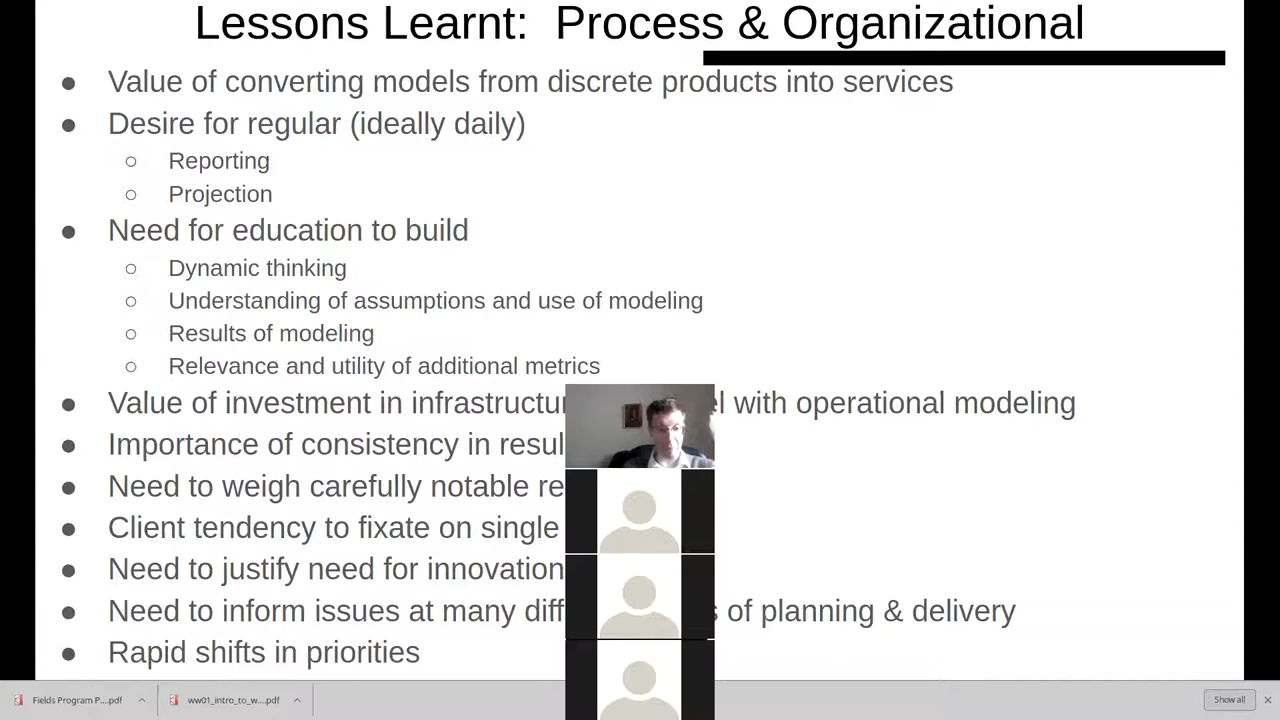 Lessons Learnt: Process & Organizational
● Value of converting models from discrete products into services
● Desire for regular (ideally daily)
○ Reporting
○ Projection
● Need for education to build
○ Dynamic thinking
○ Understanding of assumptions and use of modeling
○ Results of modeling
○ Relevance and utility of additional metrics
● Value of investment in with operational modeling
● Importance of consistency in
● Need to weigh carefully notable
● Client tendency to fixate on single
● Need to justify need for innovation
● Need to inform issues at many of planning & delivery
● Rapid shifts in priorities
Fields Program P....pdf ww01_intro_to_w....pdf Show all